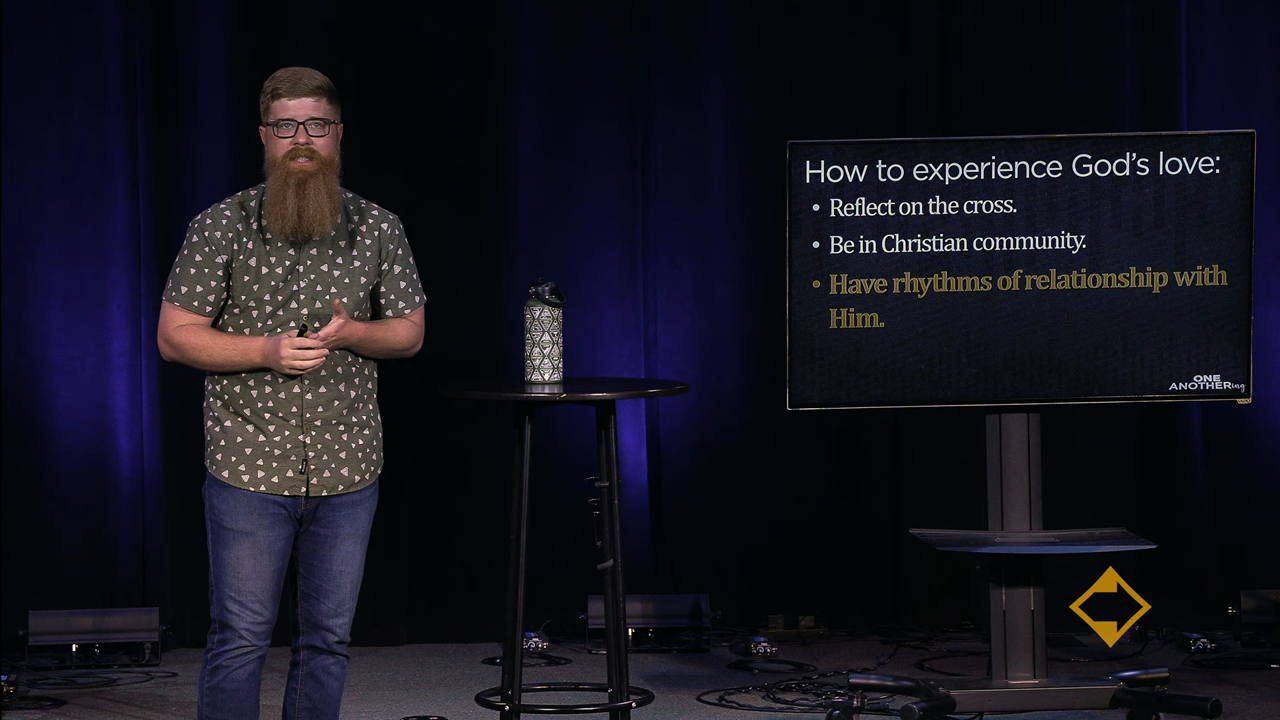 How to experience God's love:
• Reflect on the cross.
• Be in Christian community.
• Have rhythms of relationship with
Him.
ONE
ANOTHERing